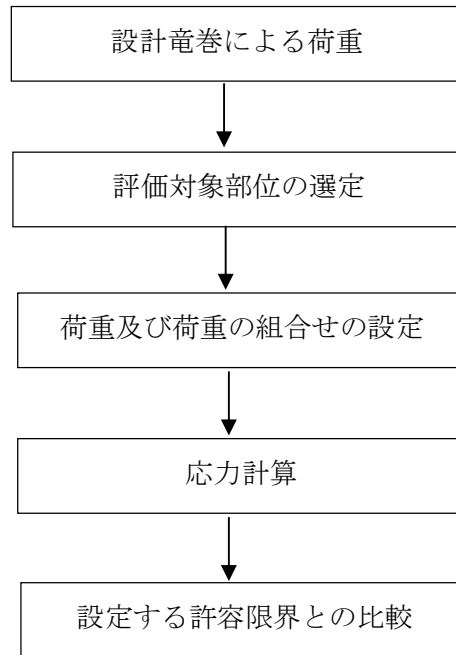 設計竜巻による荷重
評価対象部位の選定
荷重及び荷重の組合せの設定
応力計算
設定する許容限界との比較